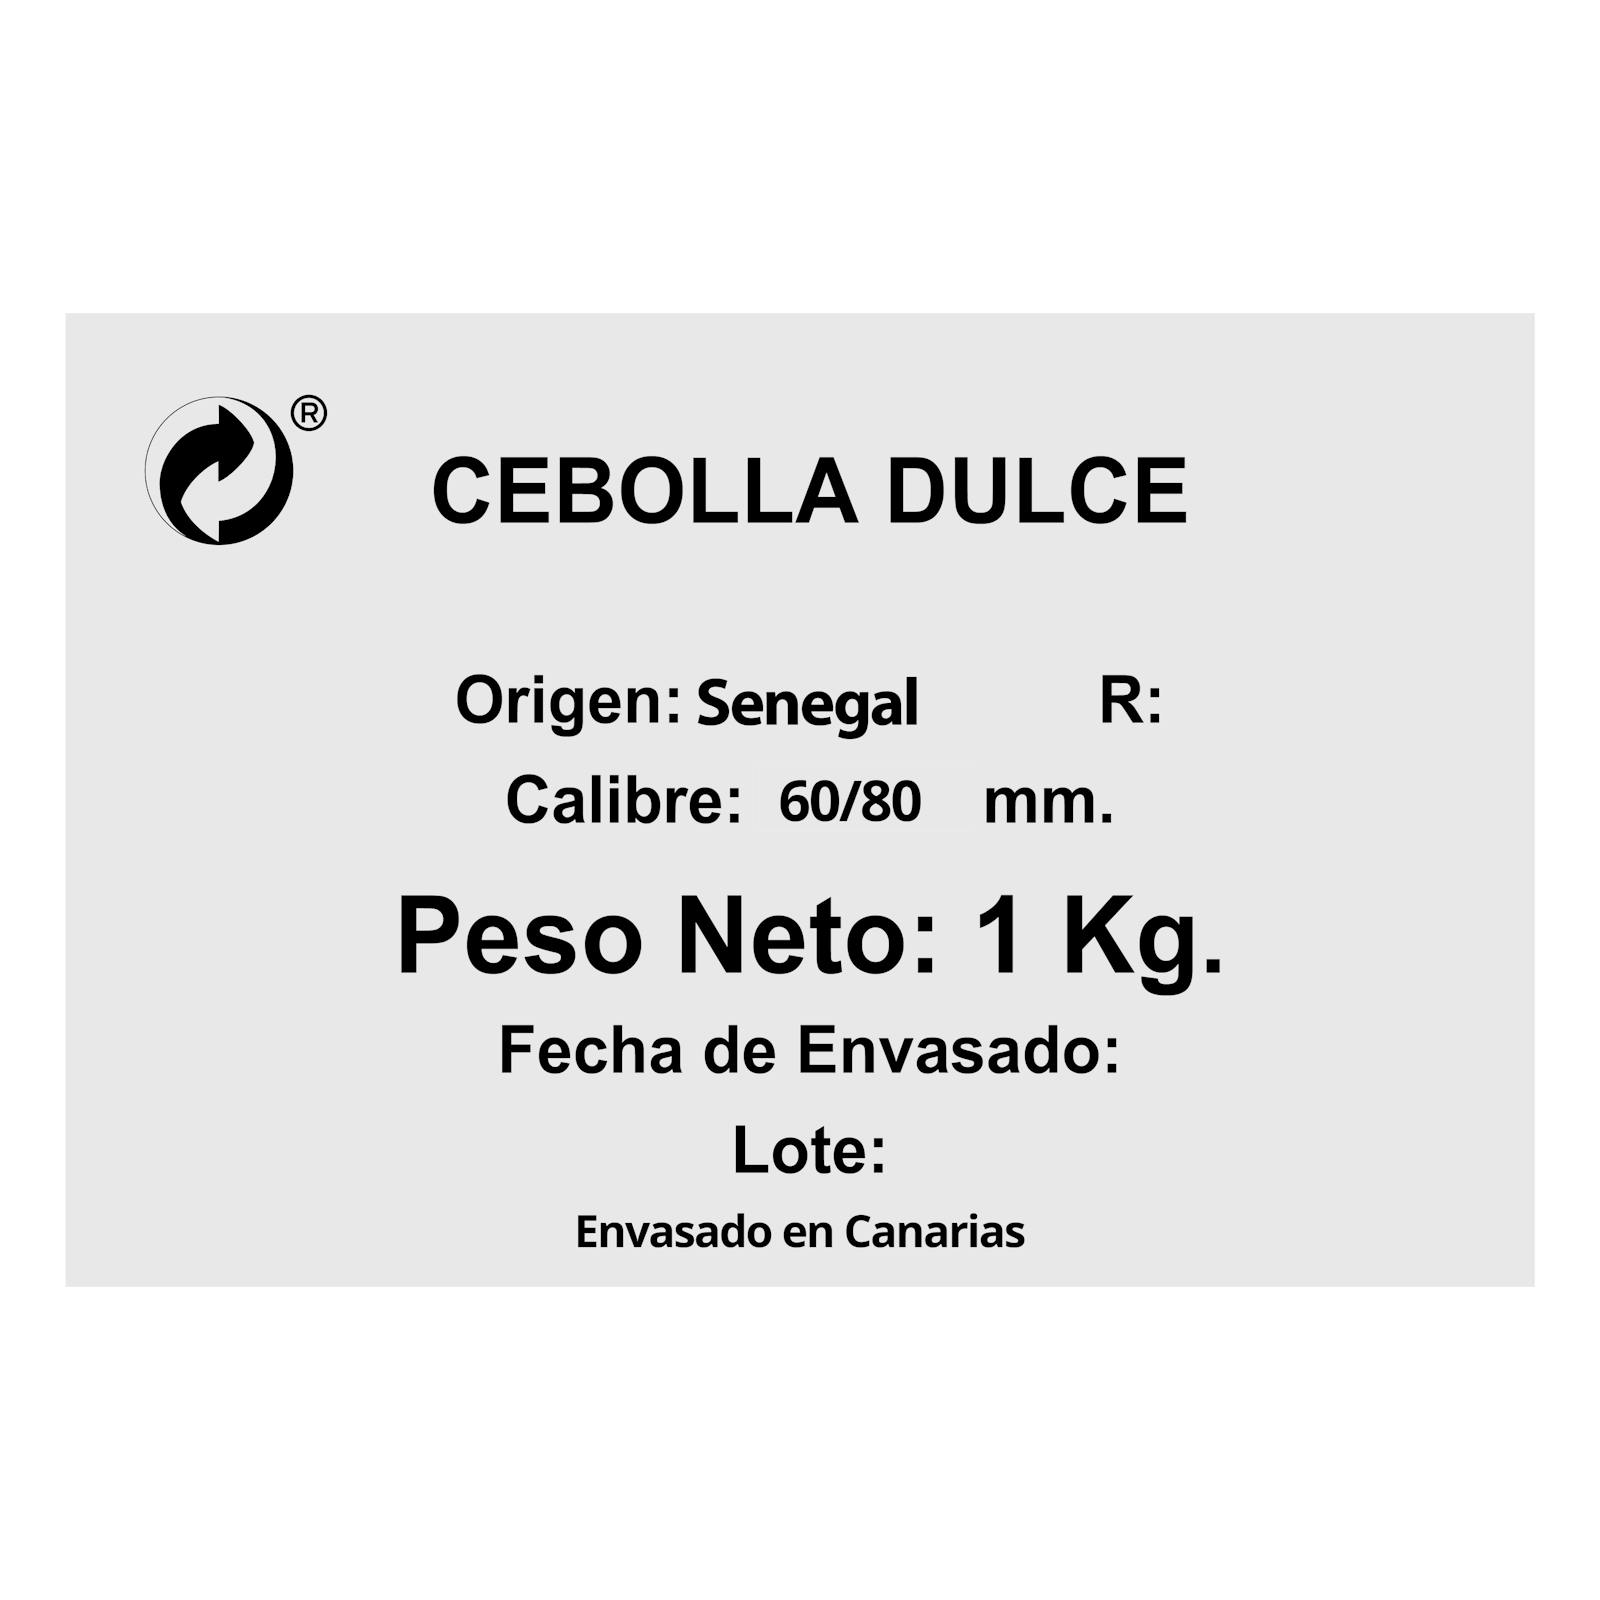 ®
CEBOLLA DULCE
Origen: Senegal R:
Calibre: 60/80 mm.
Peso Neto: 1 Kg.
Fecha de Envasado:
Lote:
Envasado en Canarias